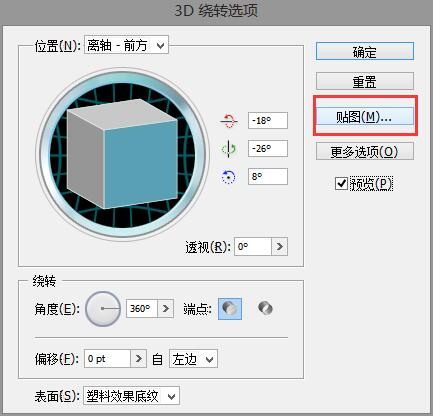 3D 绕转选项
位置(N): 离轴 - 前方
确定
重置
贴图(M)...
更多选项(O)
预览(P)
-18°
-26°
8°
透视(R): 0°
绕转
角度(E): 360° 端点:
偏移(F): 0 pt 自 左边
表面(S): 塑料效果底纹